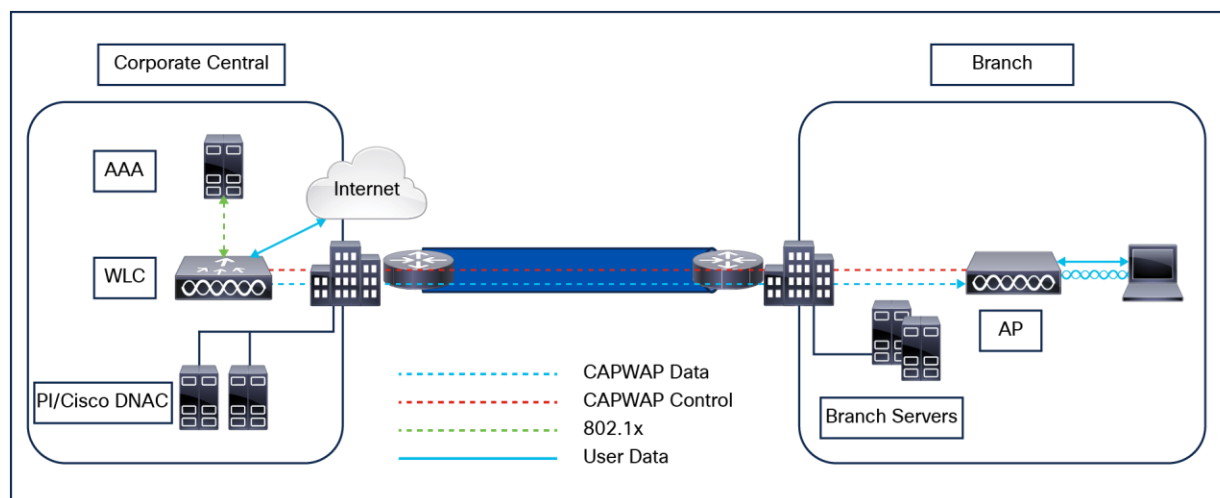 Corporate Central
Branch
AAA
Internet
WLC
AP
PI/Cisco DNAC
Branch Servers
CAPWAP Data
CAPWAP Control
802.1x
User Data